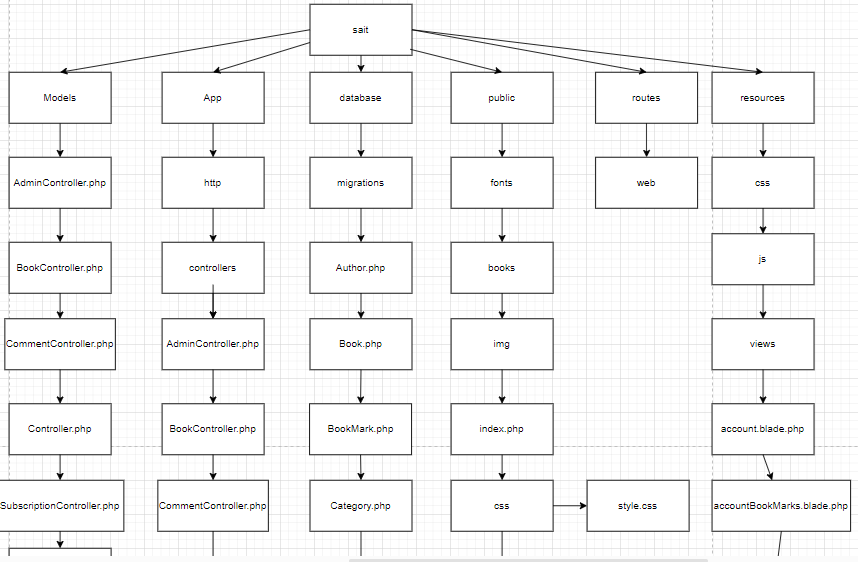 sait
Models
App
database
public
routes
resources
AdminController.php
http
migrations
fonts
web
css
BookController.php
controllers
Author.php
books
js
CommentController.php
AdminController.php
Book.php
img
views
Controller.php
BookController.php
BookMark.php
index.php
account.blade.php
SubscriptionController.php
CommentController.php
Category.php
css
style.css
accountBookMarks.blade.php